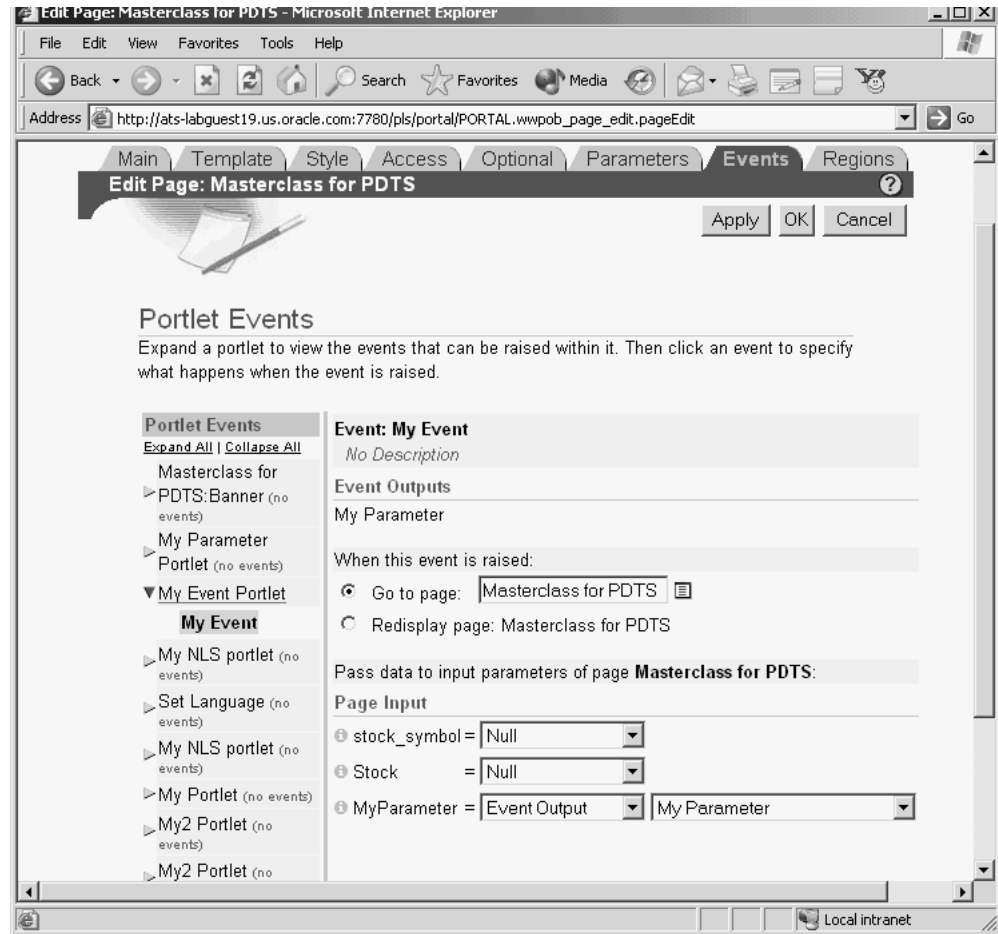 Edit Page: Masterclass for PDTS - Microsoft Internet Explorer
File Edit View Favorites Tools Help
Back Search Favorites Media
Address http://ats-labguest19.us.oracle.com:7780/pls/portal/PORTAL.wwpob_page_edit.pageEdit Go
Main Template Style Access Optional Parameters Events Regions
Edit Page: Masterclass for PDTS ?
Apply OK Cancel
Portlet Events
Expand a portlet to view the events that can be raised within it. Then click an event to specify
what happens when the event is raised.
Portlet Events
Expand All | Collapse All
Masterclass for
PDTS:Banner (no
events)
My Parameter
Portlet (no events)
My Event Portlet
My Event
My NLS portlet (no
events)
Set Language (no
events)
My NLS portlet (no
events)
My Portlet (no events)
My2 Portlet (no
events)
My2 Portlet (no
Event: My Event
No Description
Event Outputs
My Parameter
When this event is raised:
Go to page: Masterclass for PDTS
Redisplay page: Masterclass for PDTS
Pass data to input parameters of page Masterclass for PDTS:
Page Input
stock_symbol = Null
Stock = Null
MyParameter = Event Output My Parameter
Local intranet